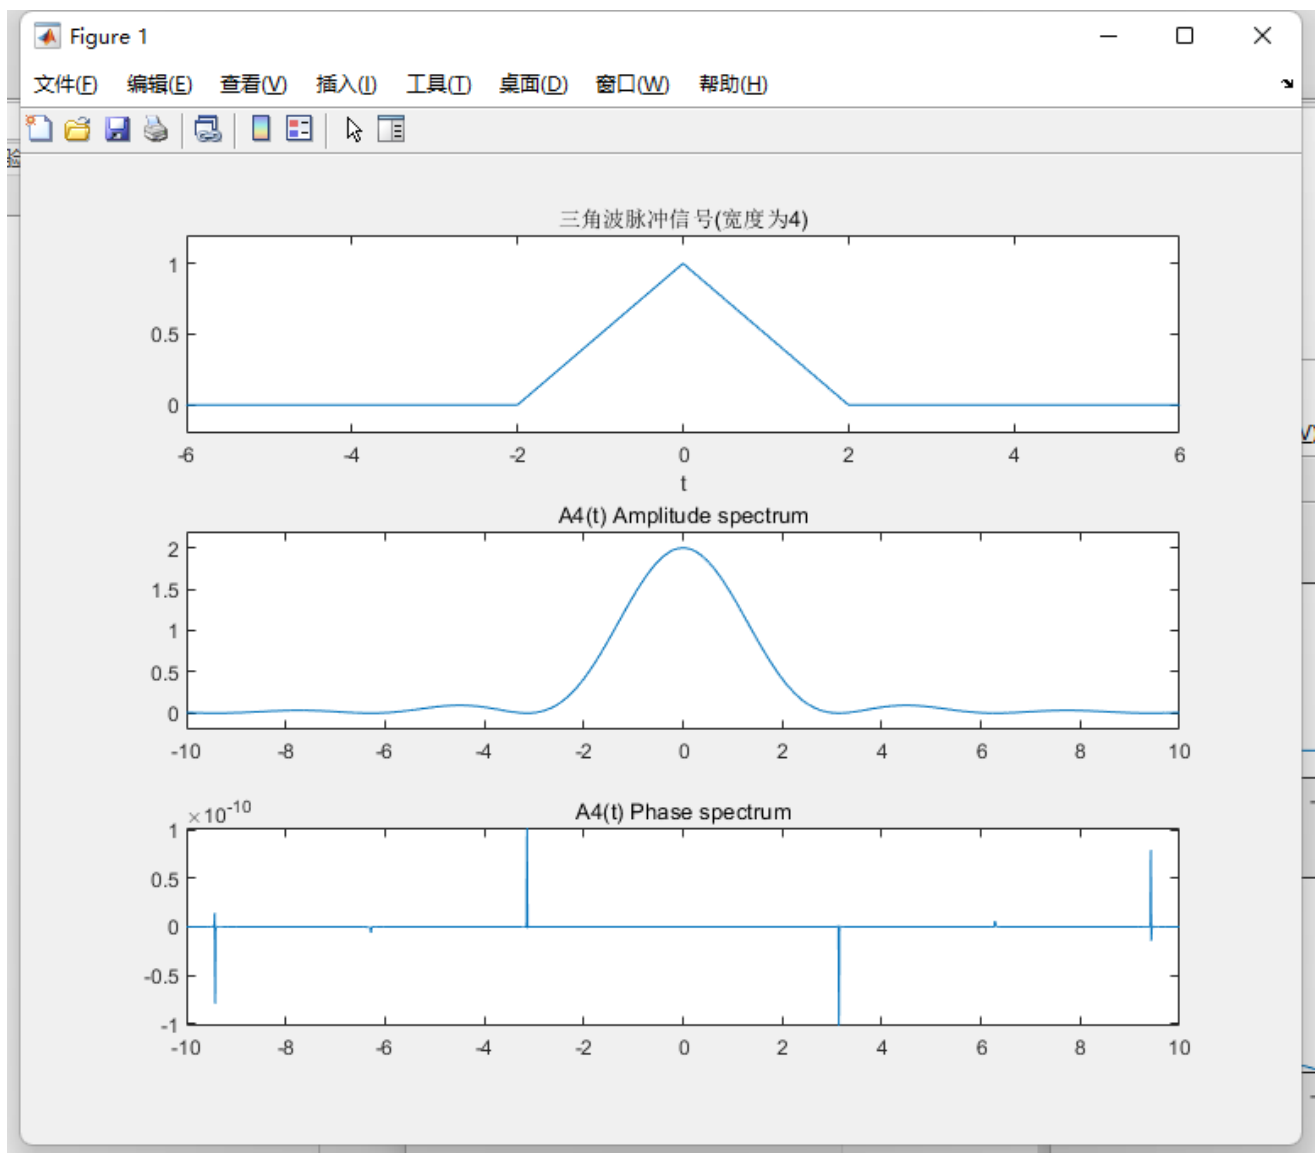 Figure 1
文件(F) 编辑(E) 查看(V) 插入(I) 工具(T) 桌面(D) 窗口(W) 帮助(H)
验
V)
三角波脉冲信号(宽度为4)
1
0.5
0
-6 -4 -2 0 2 4 6
t
A4(t) Amplitude spectrum
2
1.5
1
0.5
0
-10 -8 -6 -4 -2 0 2 4 6 8 10
A4(t) Phase spectrum
×10^-10
1
0.5
0
-0.5
-1
-10 -8 -6 -4 -2 0 2 4 6 8 10